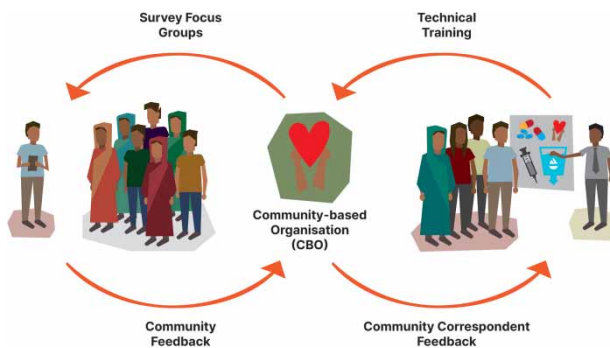 Survey Focus
Groups
Technical
Training
Community-based
Organisation
(CBO)
Community
Feedback
Community Correspondent
Feedback